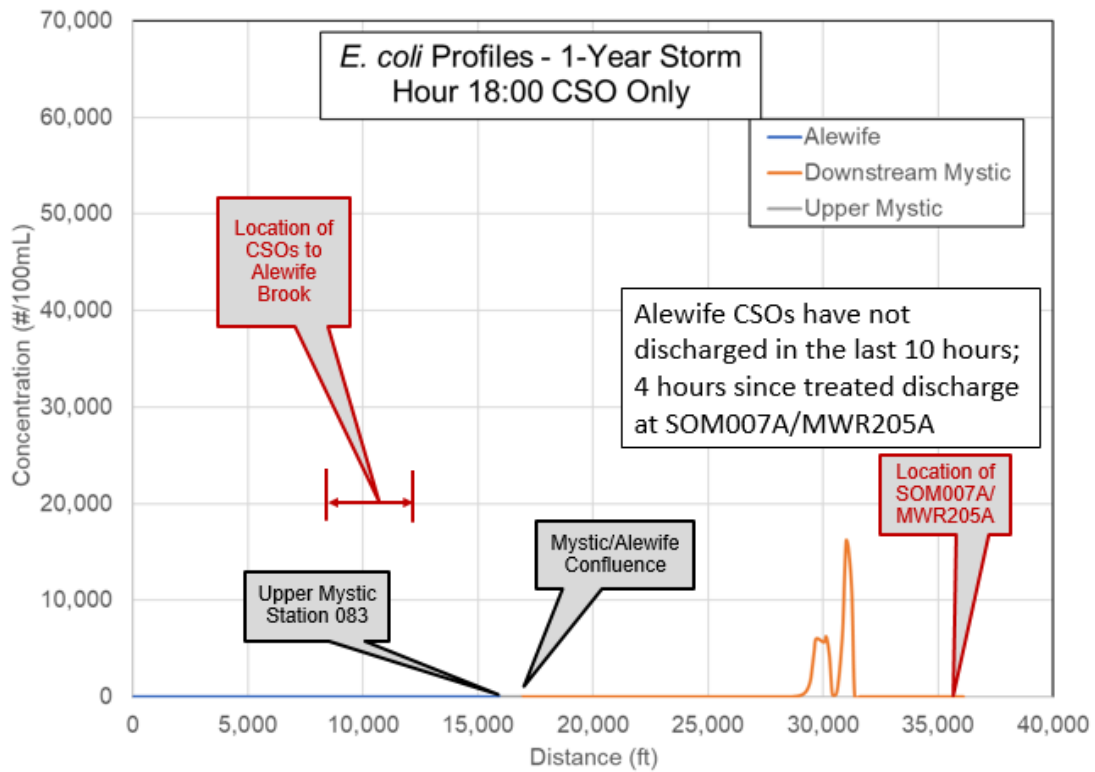 E. coli Profiles - 1-Year Storm
Hour 18:00 CSO Only
Alewife
Downstream Mystic
Upper Mystic
Location of
CSOs to
Alewife
Brook
Alewife CSOs have not
discharged in the last 10 hours;
4 hours since treated discharge
at SOM007A/MWR205A
Location of
SOM007A/
MWR205A
Mystic/Alewife
Confluence
Upper Mystic
Station 083
Concentration (#/100mL)
70,000
60,000
50,000
40,000
30,000
20,000
10,000
0
0
5,000
10,000
15,000
20,000
25,000
30,000
35,000
40,000
Distance (ft)